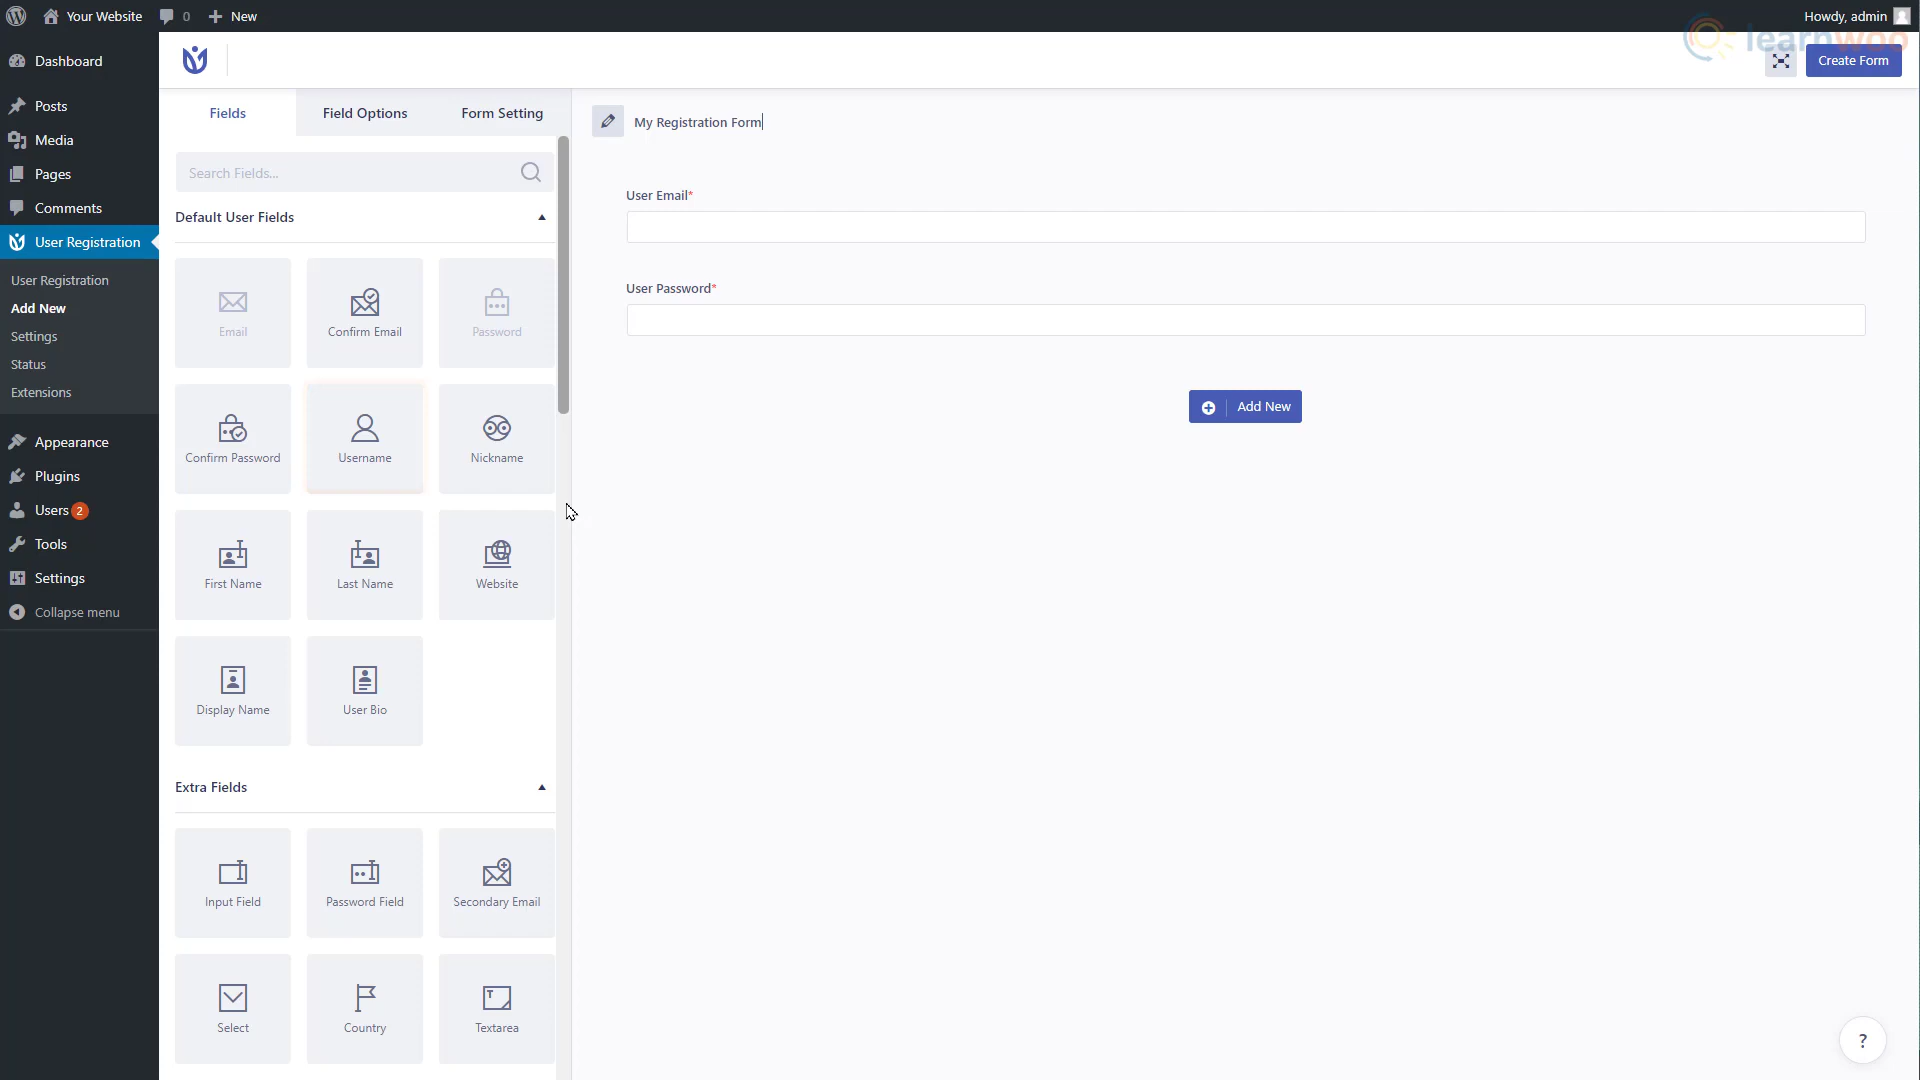 Your Website
0
New
Howdy, admin
learnwoo
Dashboard
Posts
Media
Pages
Comments
User Registration
User Registration
Add New
Settings
Status
Extensions
Appearance
Plugins
Users 2
Tools
Settings
Collapse menu
Create Form
Fields
Field Options
Form Setting
Search Fields...
Default User Fields
Email
Confirm Email
Password
Confirm Password
Username
Nickname
First Name
Last Name
Website
Display Name
User Bio
Extra Fields
Input Field
Password Field
Secondary Email
Select
Country
Textarea
My Registration Form
User Email*
User Password*
Add New
?